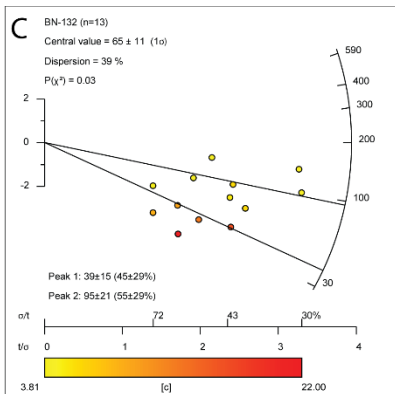 C
BN-132 (n=13)
Central value = 65 ± 11 (1σ)
Dispersion = 39 %
P(χ²) = 0.03
590
400
300
200
100
30
2
0
-2
Peak 1: 39±15 (45±29%)
Peak 2: 95±21 (55±29%)
σ/t 72 43 30%
t/σ 0 1 2 3 4
3.81 [c] 22.00